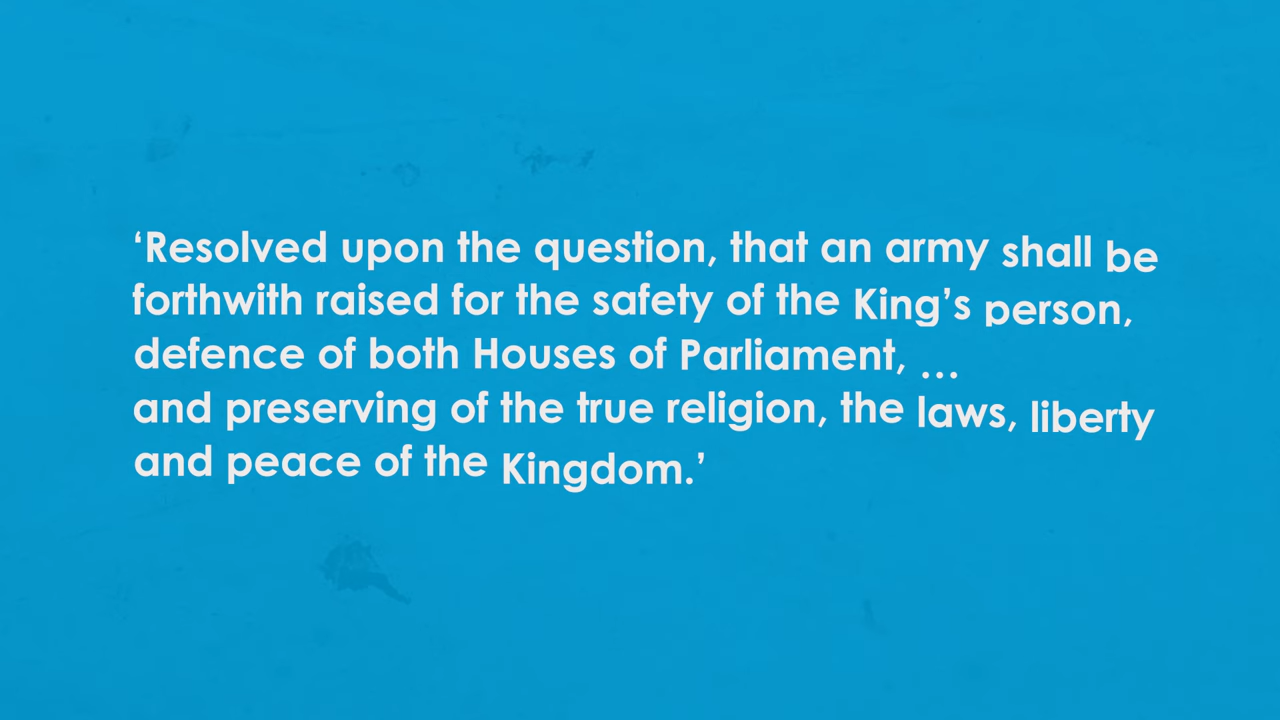 ‘Resolved upon the question, that an army shall be
forthwith raised for the safety of the King’s person,
defence of both Houses of Parliament, …
and preserving of the true religion, the laws, liberty
and peace of the Kingdom.’